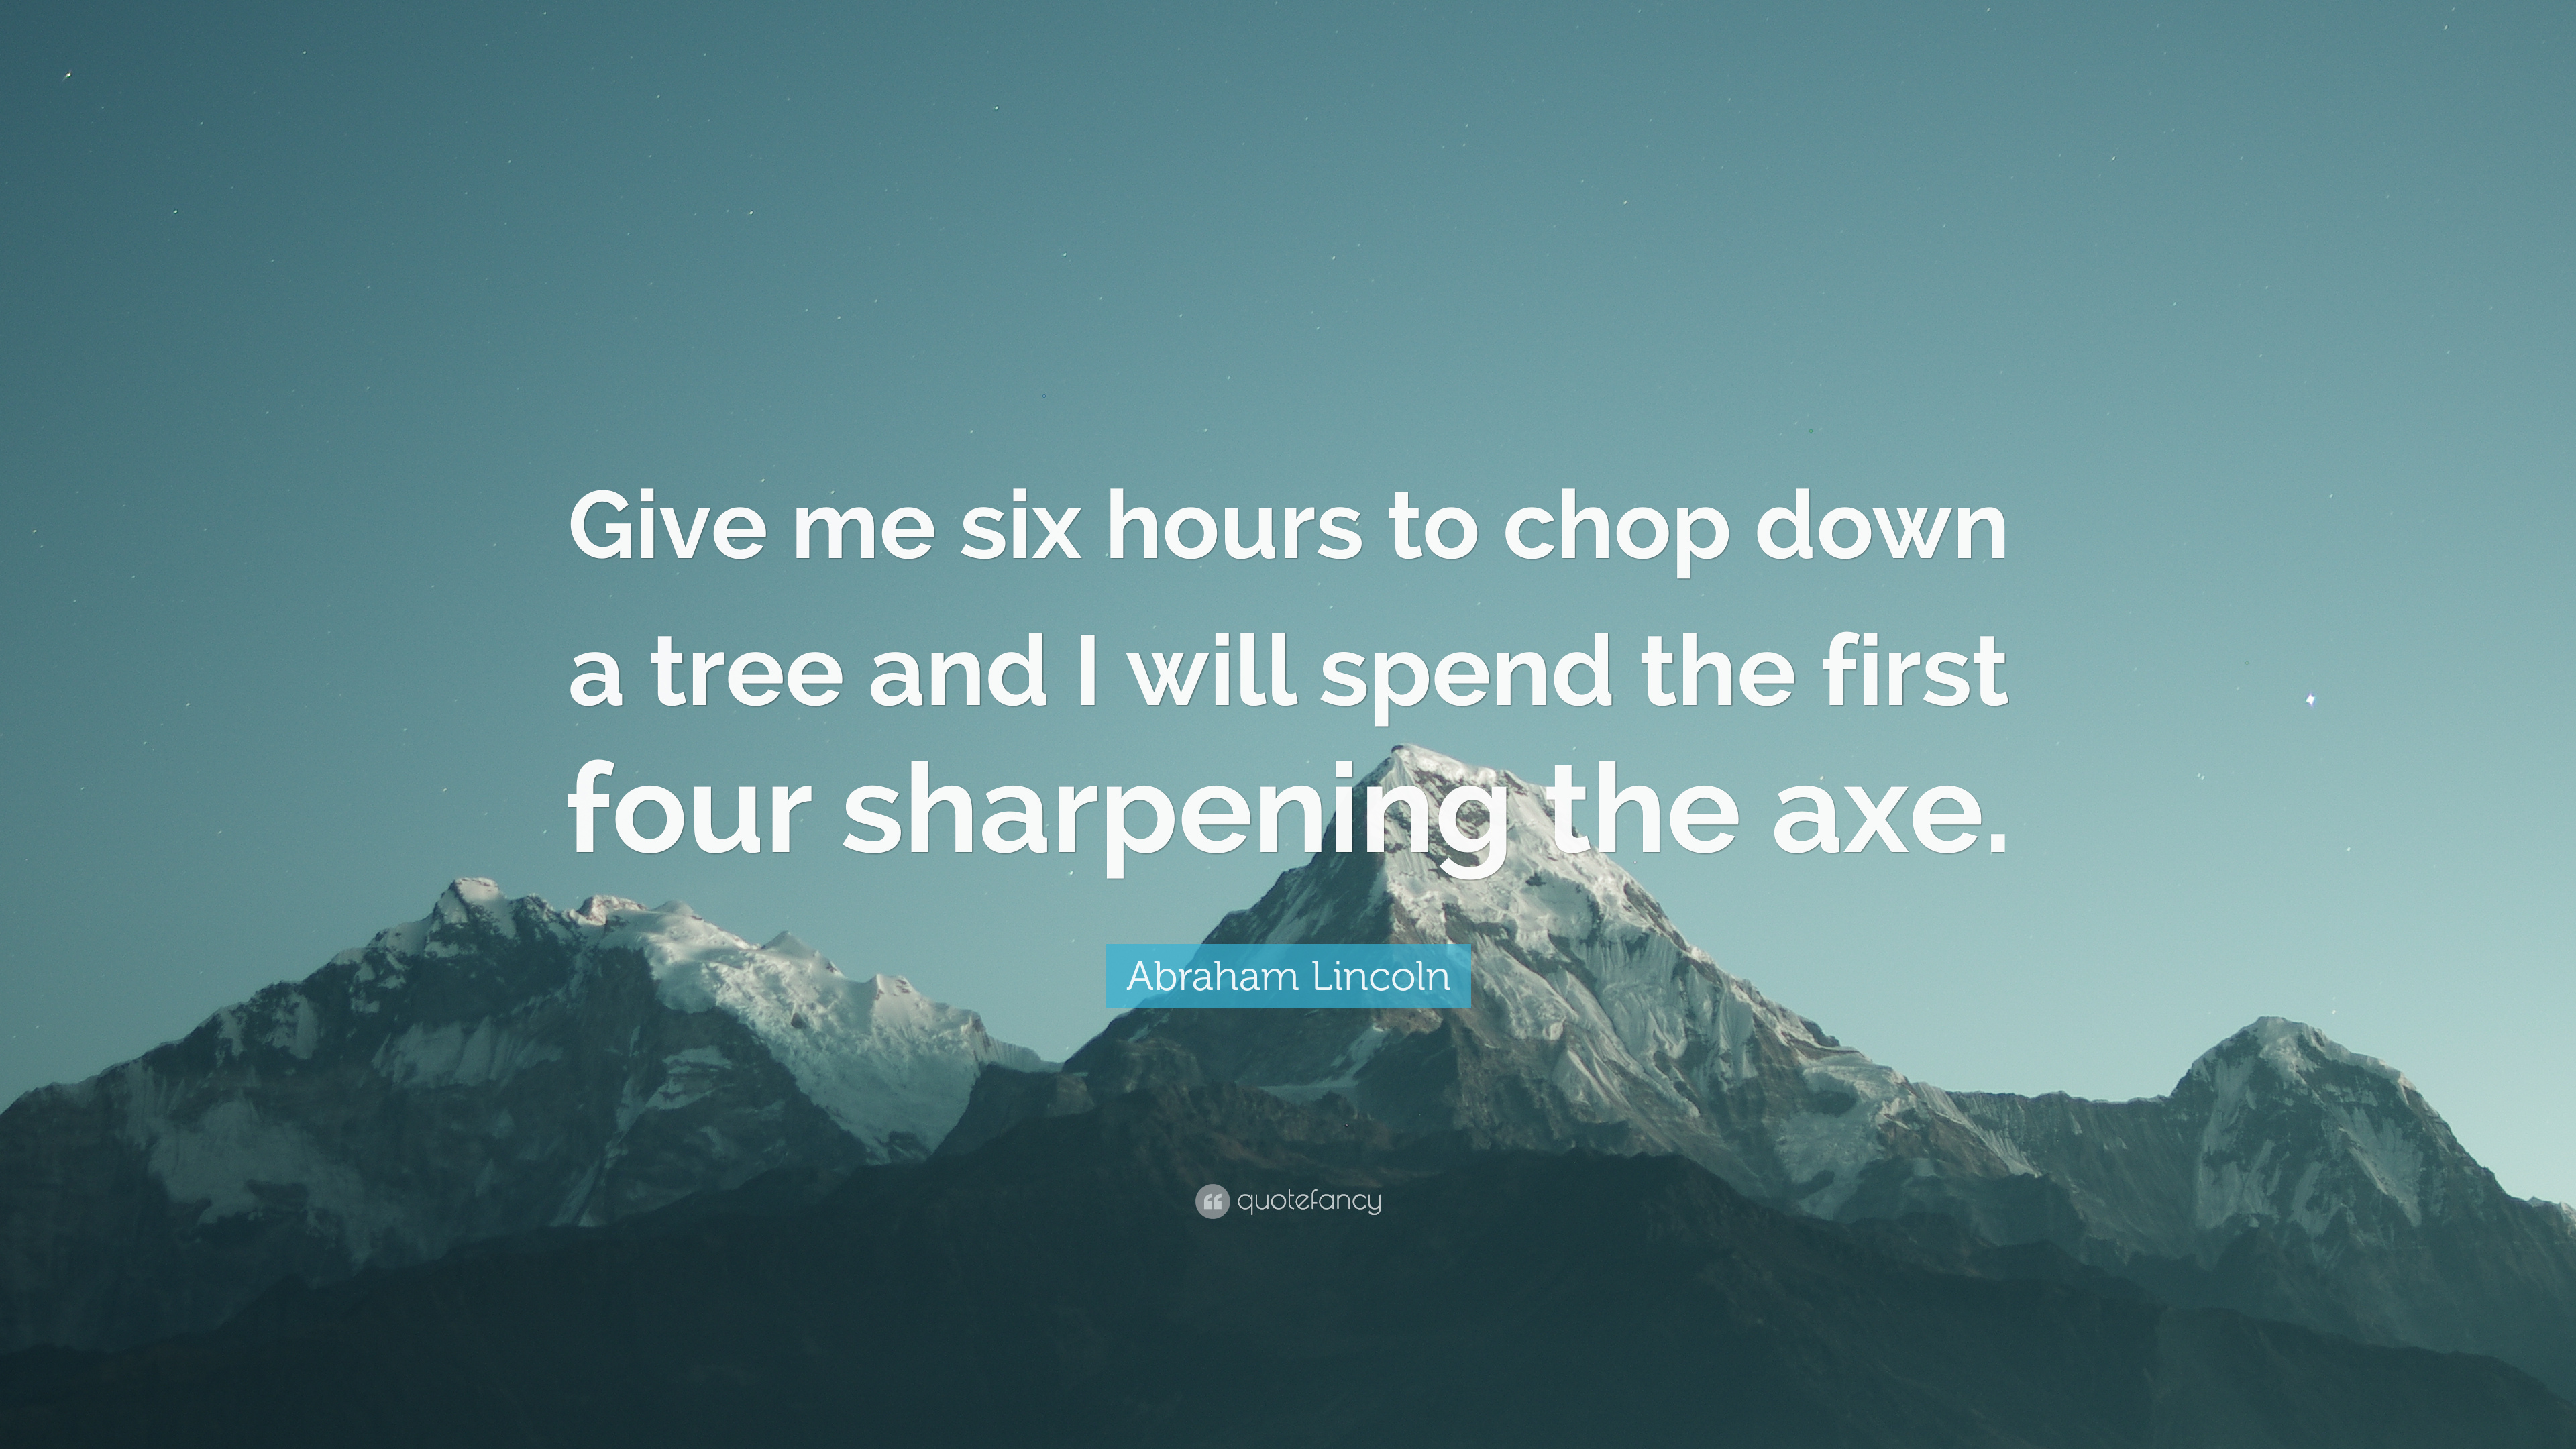 Give me six hours to chop down
a tree and I will spend the first
four sharpening the axe.
Abraham Lincoln
quotefancy